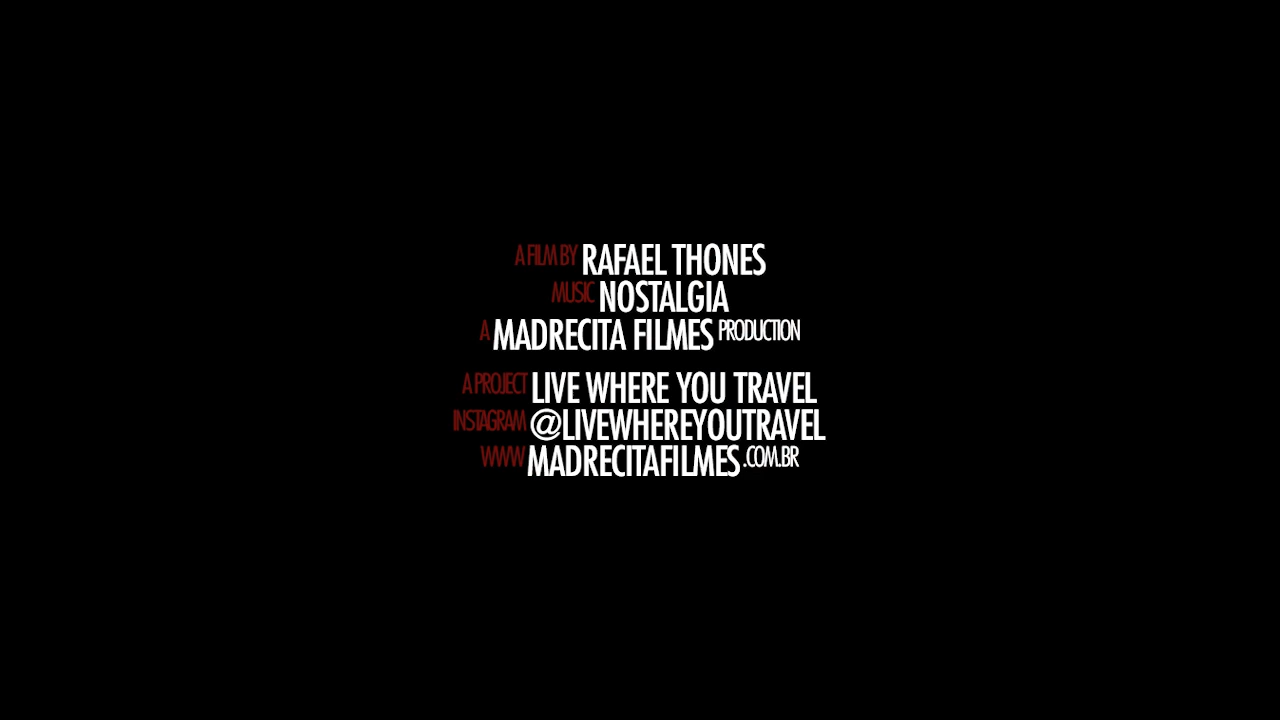 A FILM BY RAFAEL THONES
MUSIC NOSTALGIA
A MADRECITA FILMES PRODUCTION
A PROJECT LIVE WHERE YOU TRAVEL
INSTAGRAM @LIVEWHEREYOUTRAVEL
WWW MADRECITAFILMES.COM.BR